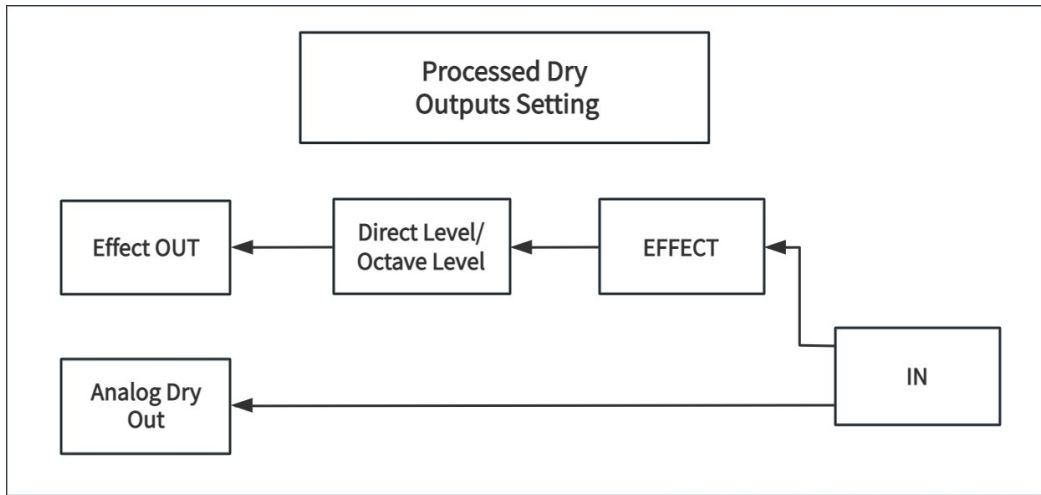 Processed Dry
Outputs Setting
Effect OUT
Direct Level/
Octave Level
EFFECT
IN
Analog Dry
Out